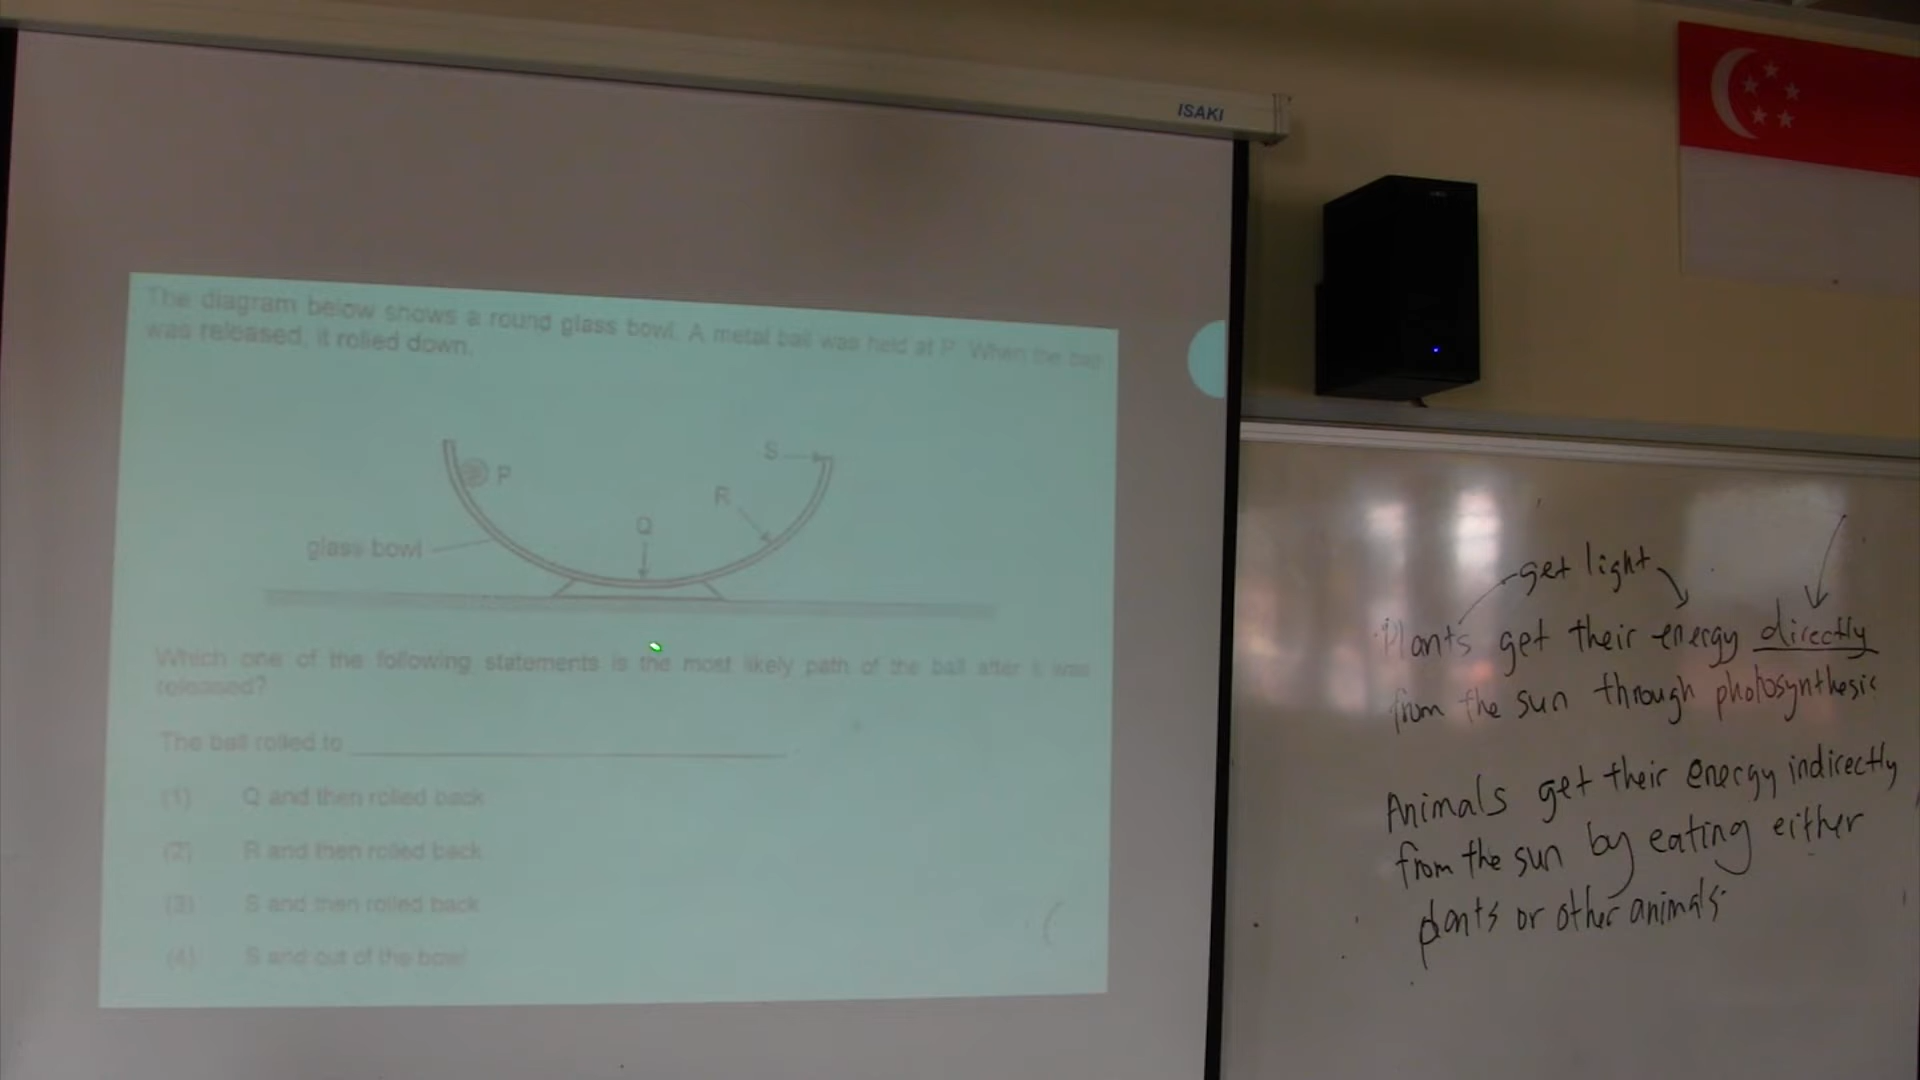 ISAKI
The diagram below shows a round glass bowl. A metal ball was held at P. When the ball
was released, it rolled down.
S
P
R
Q
glass bowl
Which one of the following statements is the most likely path of the ball after it was
released?
The ball rolled to
(1) Q and then rolled back
(2) R and then rolled back
(3) S and then rolled back
(4) S and out of the bowl
get light
Plants get their energy directly
from the sun through photosynthesis
Animals get their energy indirectly
from the sun by eating either
plants or other animals.